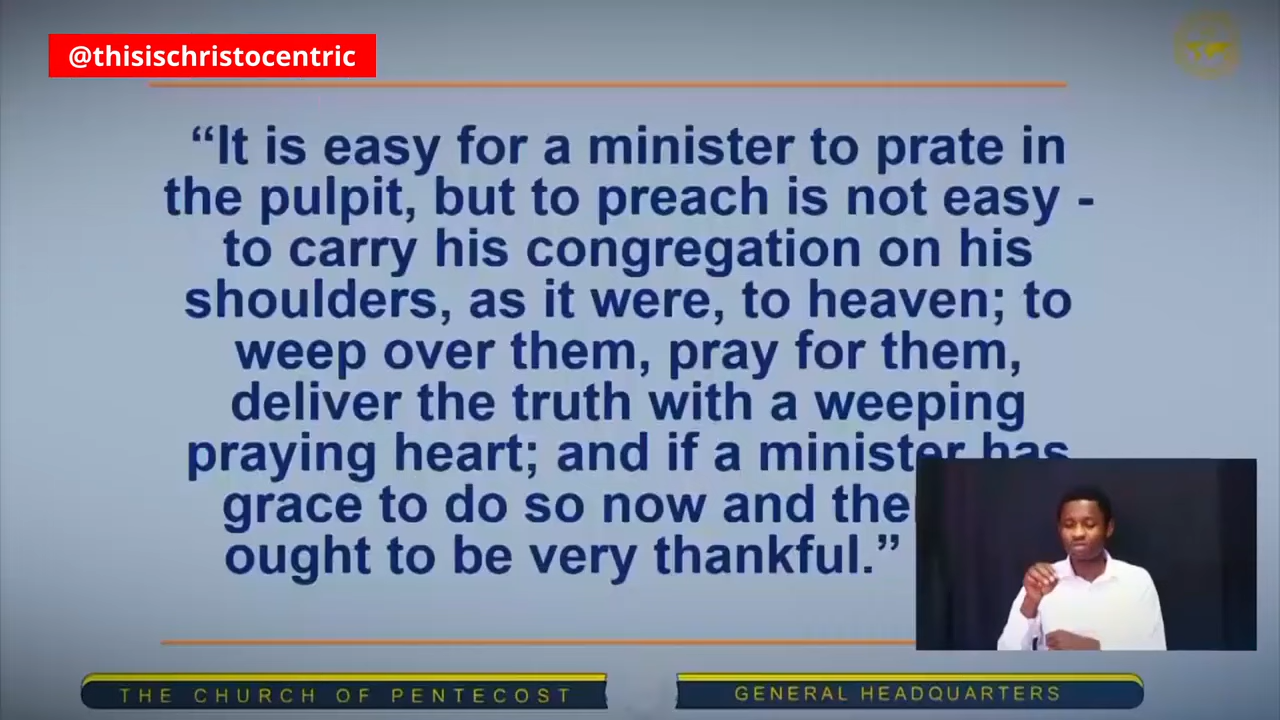 @thisischristocentric
“It is easy for a minister to prate in
the pulpit, but to preach is not easy -
to carry his congregation on his
shoulders, as it were, to heaven; to
weep over them, pray for them,
deliver the truth with a weeping
praying heart; and if a minister has
grace to do so now and
ought to be very thankful.”
THE CHURCH OF PENTECOST
GENERAL HEADQUARTERS